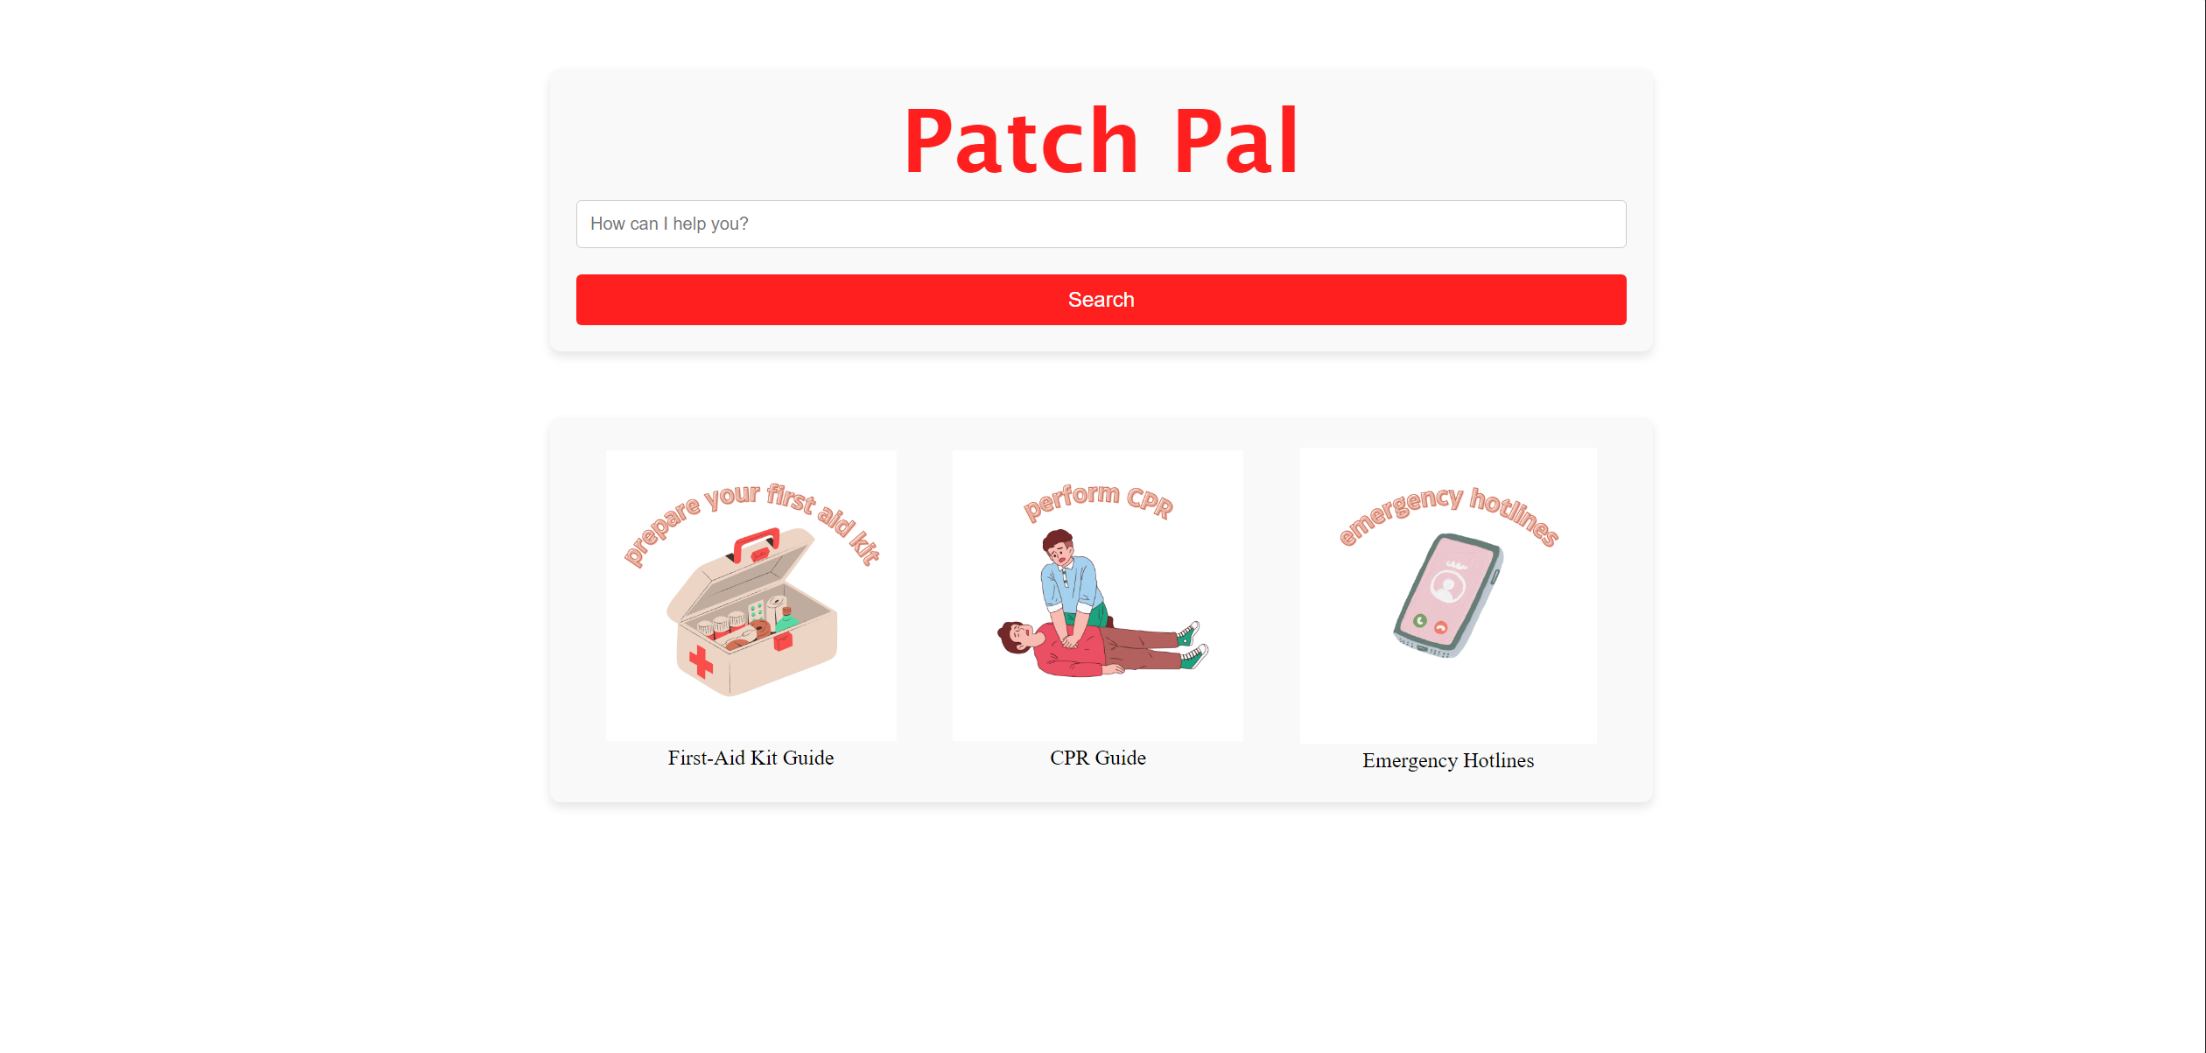 Patch Pal
How can I help you?
Search
prepare your first aid kit
perform CPR
emergency hotlines
First-Aid Kit Guide
CPR Guide
Emergency Hotlines